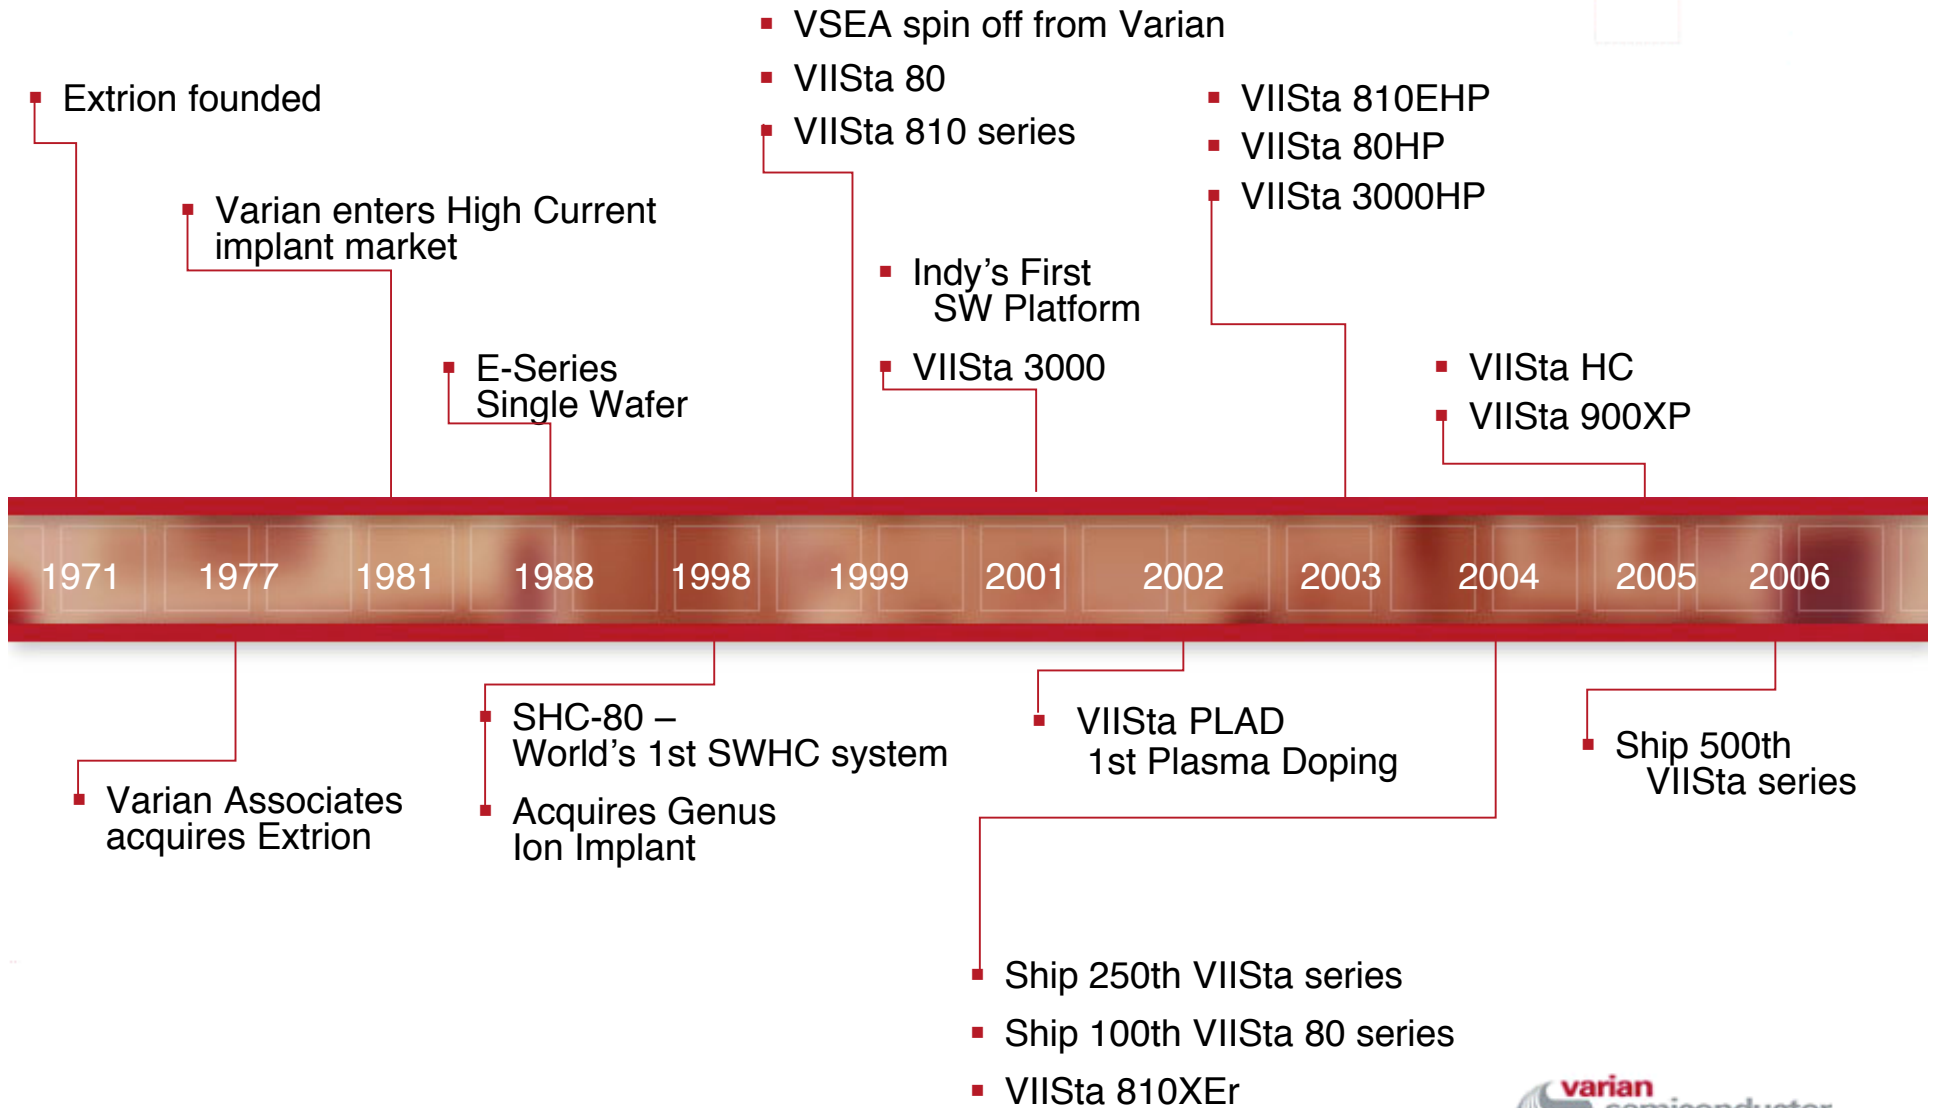 VSEA spin off from Varian
VIISta 80
VIISta 810 series
Extrion founded
VIISta 810EHP
VIISta 80HP
VIISta 3000HP
Varian enters High Current
implant market
Indy's First
SW Platform
VIISta 3000
E-Series
Single Wafer
VIISta HC
VIISta 900XP
1971 1977 1981 1988 1998 1999 2001 2002 2003 2004 2005 2006
SHC-80 –
World's 1st SWHC system
Acquires Genus
Ion Implant
VIISta PLAD
1st Plasma Doping
Ship 500th
VIISta series
Varian Associates
acquires Extrion
Ship 250th VIISta series
Ship 100th VIISta 80 series
VIISta 810XEr
varian
semiconductor